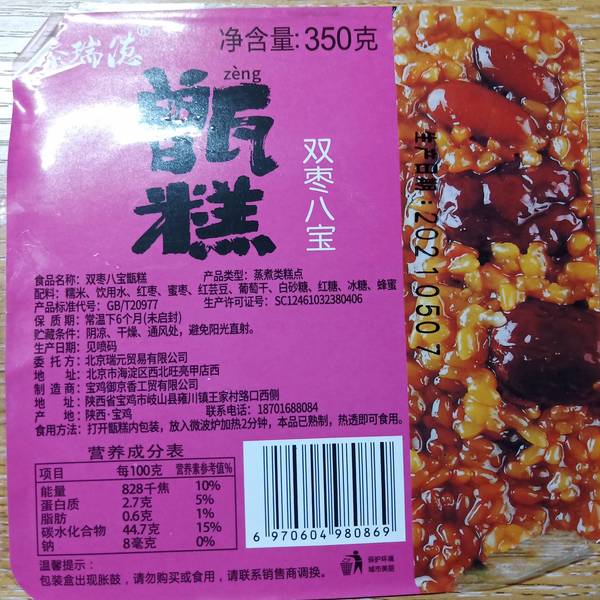 瑞德®
净含量:350克
zèng
甑糕
双枣八宝
生产日期:20210507
食品名称：双枣八宝甑糕 产品类型：蒸煮类糕点
配料：糯米、饮用水、红枣、蜜枣、红芸豆、葡萄干、白砂糖、红糖、冰糖、蜂蜜
产品标准代号：GB/T20977 生产许可证号：SC12461032380406
保 质 期：常温下6个月(未启封)
贮藏条件：阴凉、干燥、通风处，避免阳光直射。
生产日期：见喷码
委 托 方：北京瑞元贸易有限公司
地 址：北京市海淀区西北旺亮甲店西
制 造 商：宝鸡御京香工贸有限公司
地 址：陕西省宝鸡市岐山县雍川镇王家村路口西侧
产 地：陕西·宝鸡 联系电话：18701688084
食用方法：打开甑糕内包装，放入微波炉加热2分钟，本品已熟制，热透即可食用。
营养成分表
项目 每100克 营养素参考值%
能量 828千焦 10%
蛋白质 2.7克 5%
脂肪 0.6克 1%
碳水化合物 44.7克 15%
钠 8毫克 0%
6 970604 980869
保护环境
城市美丽
温馨提示：
包装盒出现胀鼓，请勿购买或食用，请联系销售商调换。